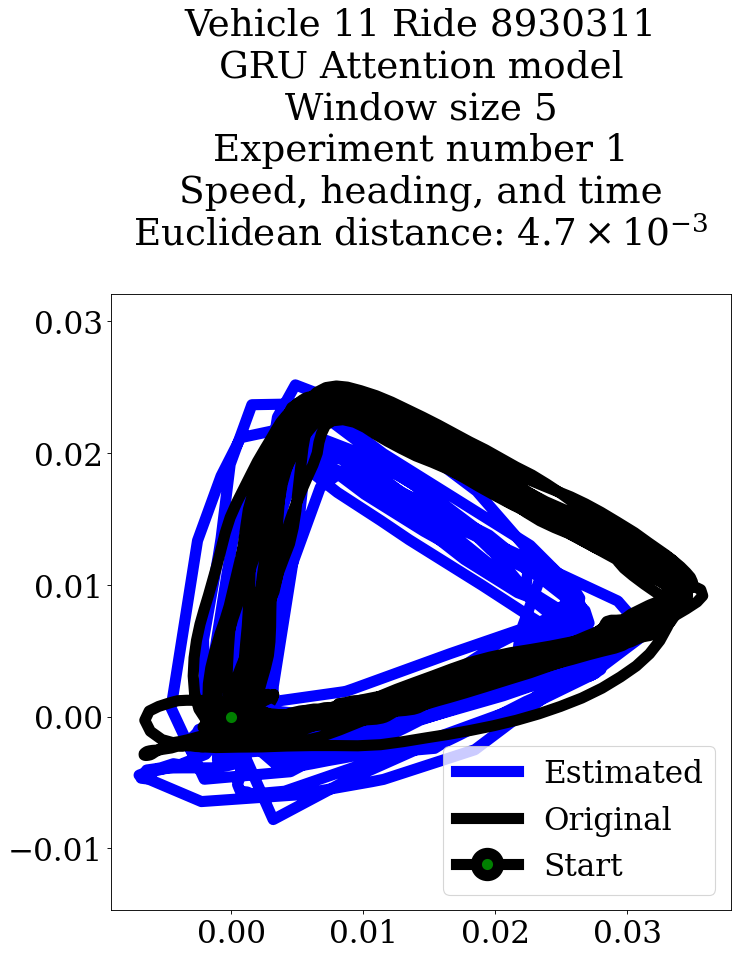 Vehicle 11 Ride 8930311
GRU Attention model
Window size 5
Experiment number 1
Speed, heading, and time
Euclidean distance: 4.7 × 10⁻³
0.03
0.02
0.01
0.00
−0.01
Estimated
Original
Start
0.00 0.01 0.02 0.03